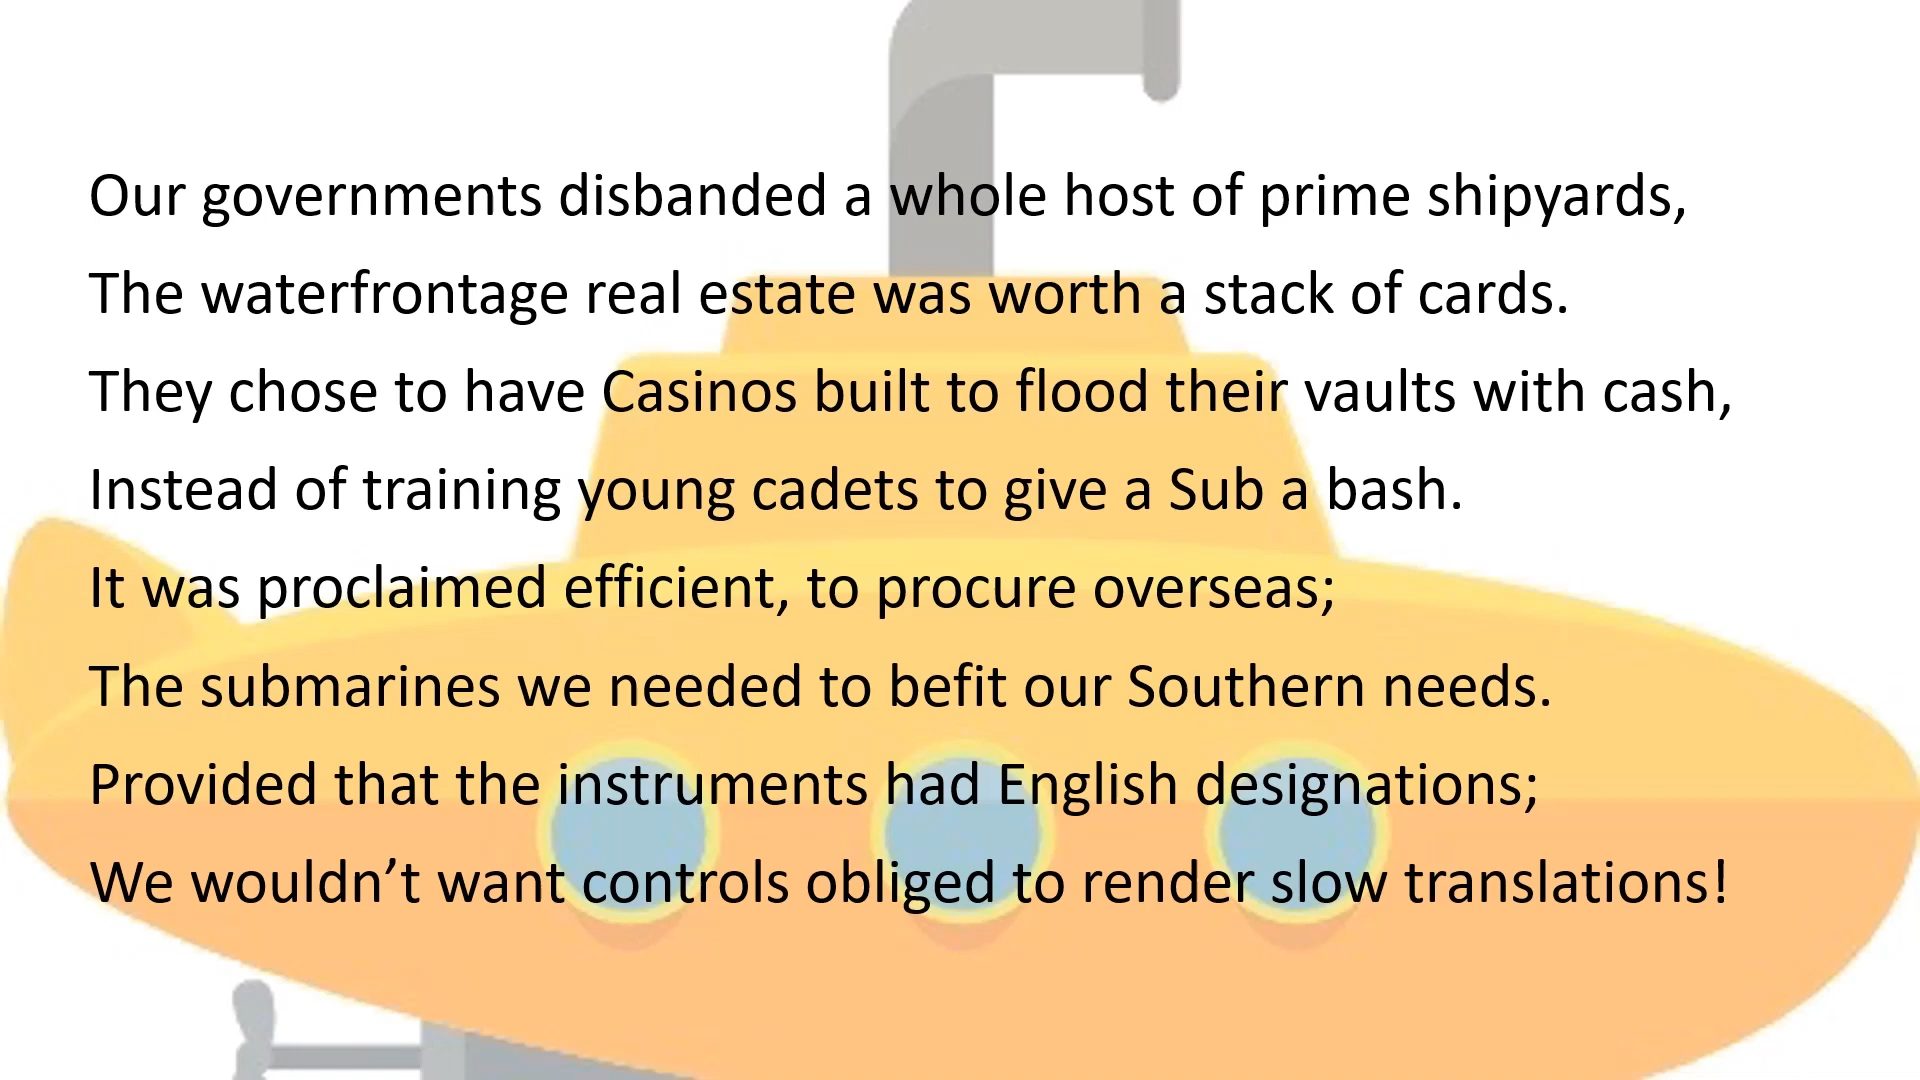 Our governments disbanded a whole host of prime shipyards,
The waterfrontage real estate was worth a stack of cards.
They chose to have Casinos built to flood their vaults with cash,
Instead of training young cadets to give a Sub a bash.
It was proclaimed efficient, to procure overseas;
The submarines we needed to befit our Southern needs.
Provided that the instruments had English designations;
We wouldn’t want controls obliged to render slow translations!